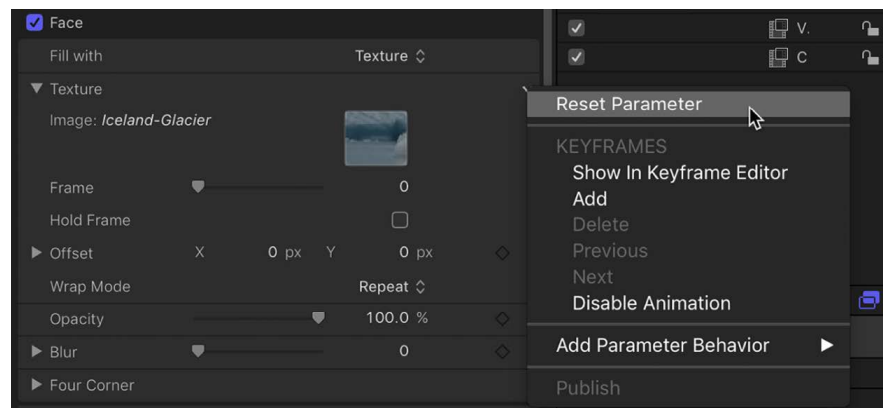 Face
Fill with Texture
Texture
Image: Iceland-Glacier
Frame 0
Hold Frame
Offset X 0 px Y 0 px
Wrap Mode Repeat
Opacity 100.0 %
Blur 0
Four Corner
V.
C
Reset Parameter
KEYFRAMES
Show In Keyframe Editor
Add
Delete
Previous
Next
Disable Animation
Add Parameter Behavior
Publish